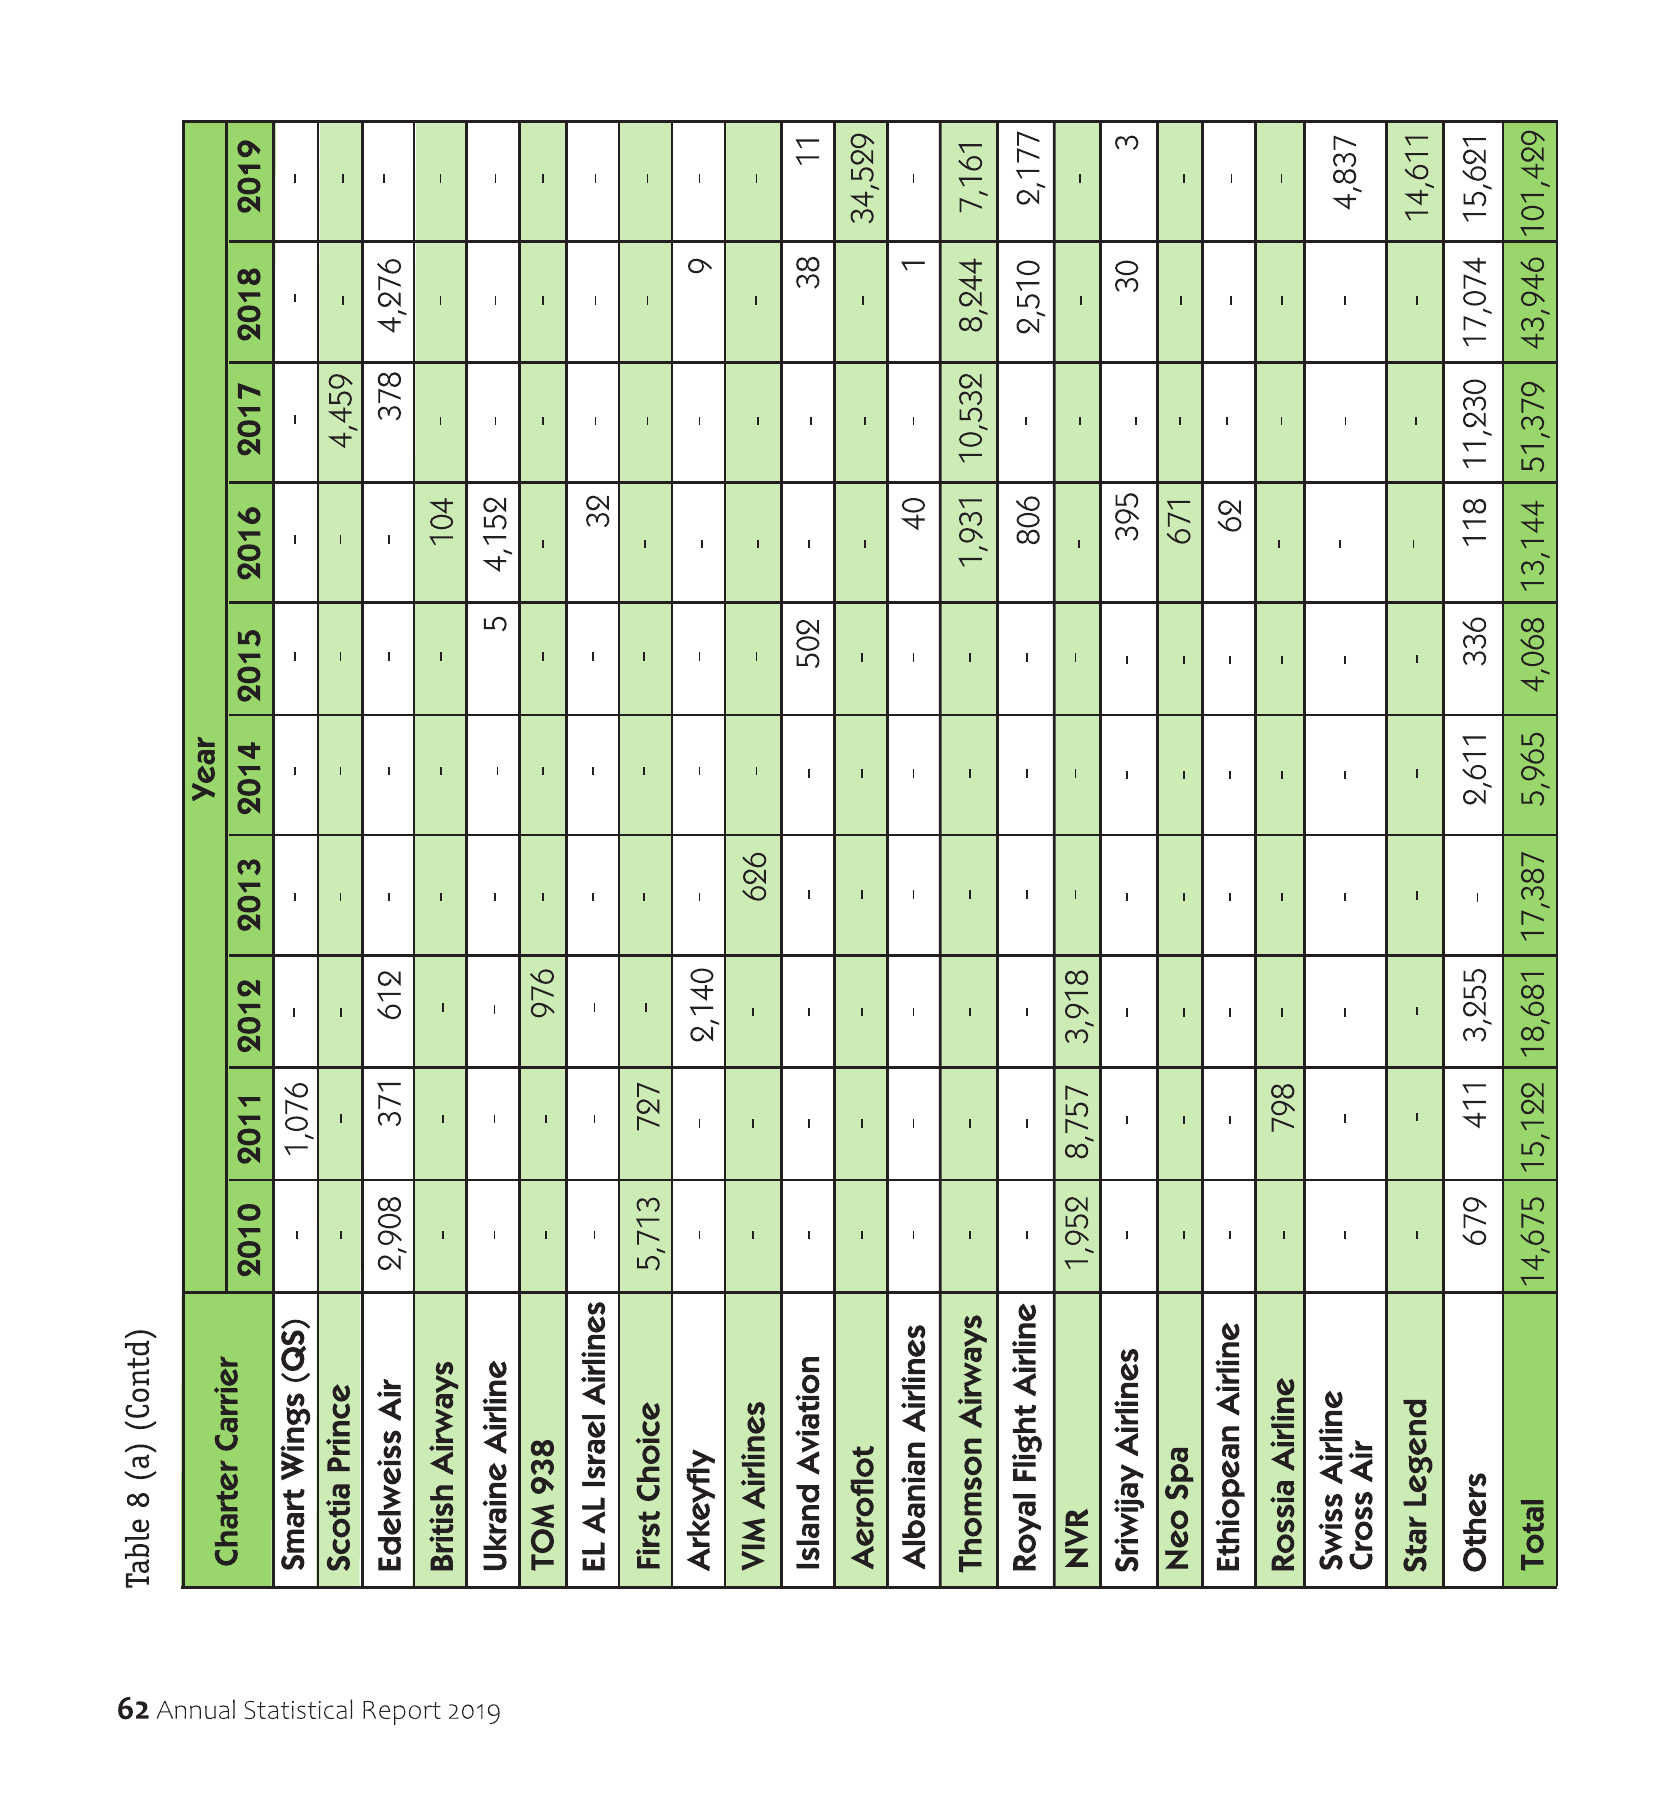 Table 8 (a) (Contd)
Charter Carrier Year
2010 2011 2012 2013 2014 2015 2016 2017 2018 2019
Smart Wings (QS) - 1,076 - - - - - - - -
Scotia Prince - - - - - - - 4,459 - -
Edelweiss Air 2,908 371 612 - - - - 378 4,276 -
British Airways - - - - - - 104 - - -
Ukraine Airline - - - - - 5 4,152 - - -
TOM 938 - - 976 - - - - - - -
EL AL Israel Airlines - - - - - - 32 - - -
First Choice 5,713 727 - - - - - - - -
Arkeyfly - - 2,140 - - - - - 9 -
VIM Airlines - - - 626 - - - - - -
Island Aviation - - - - - 502 - - 38 11
Aeroflot - - - - - - - - - 34,529
Albanian Airlines - - - - - - 40 - 1 -
Thomson Airways - - - - - - 1,931 10,532 8,244 7,161
Royal Flight Airline - - - - - - 806 - 2,510 2,177
NVR 1,952 8,757 3,918 - - - - - - -
Sriwijay Airlines - - - - - - 395 - 30 3
Neo Spa - - - - - - 671 - - -
Ethiopean Airline - - - - - - 62 - - -
Rossia Airline - 798 - - - - - - - -
Swiss Airline
Cross Air - - - - - - - - - 4,837
Star Legend - - - - - - - - - 14,611
Others 679 411 3,255 - 2,611 336 118 11,230 17,074 15,621
Total 14,675 15,122 18,681 17,387 5,965 4,068 13,144 51,379 43,946 101,429
62 Annual Statistical Report 2019